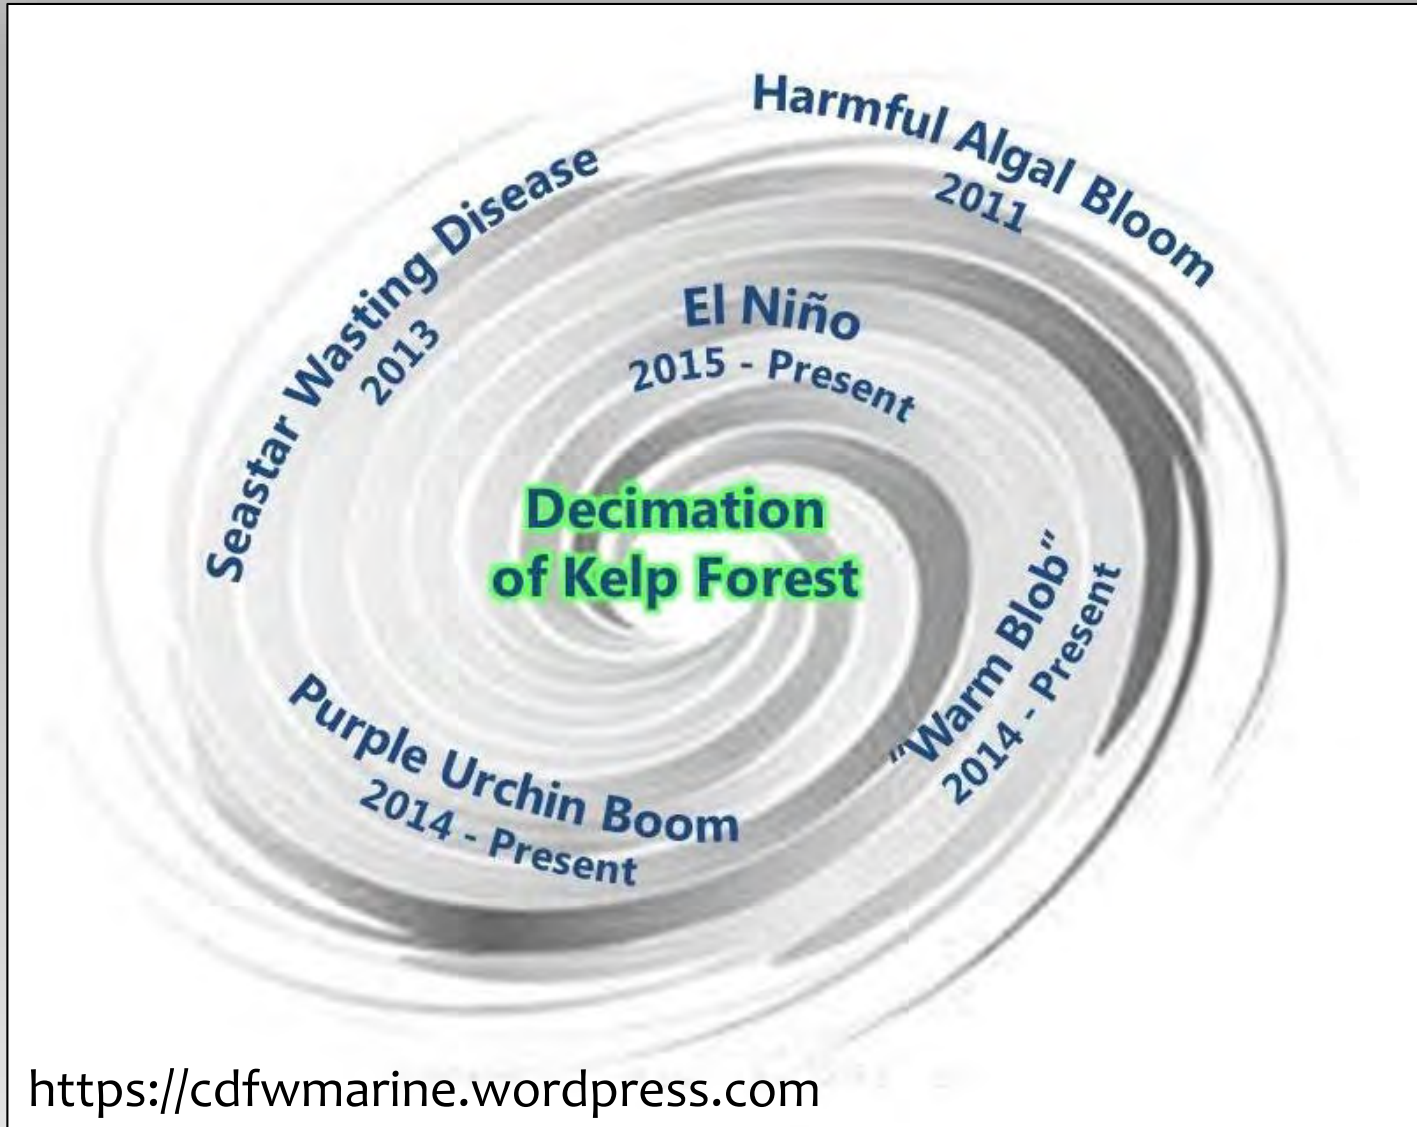 Harmful Algal Bloom
2011
Seastar Wasting Disease
2013
El Niño
2015 - Present
Decimation
of Kelp Forest
"Warm Blob"
2014 - Present
Purple Urchin Boom
2014 - Present
https://cdfwmarine.wordpress.com